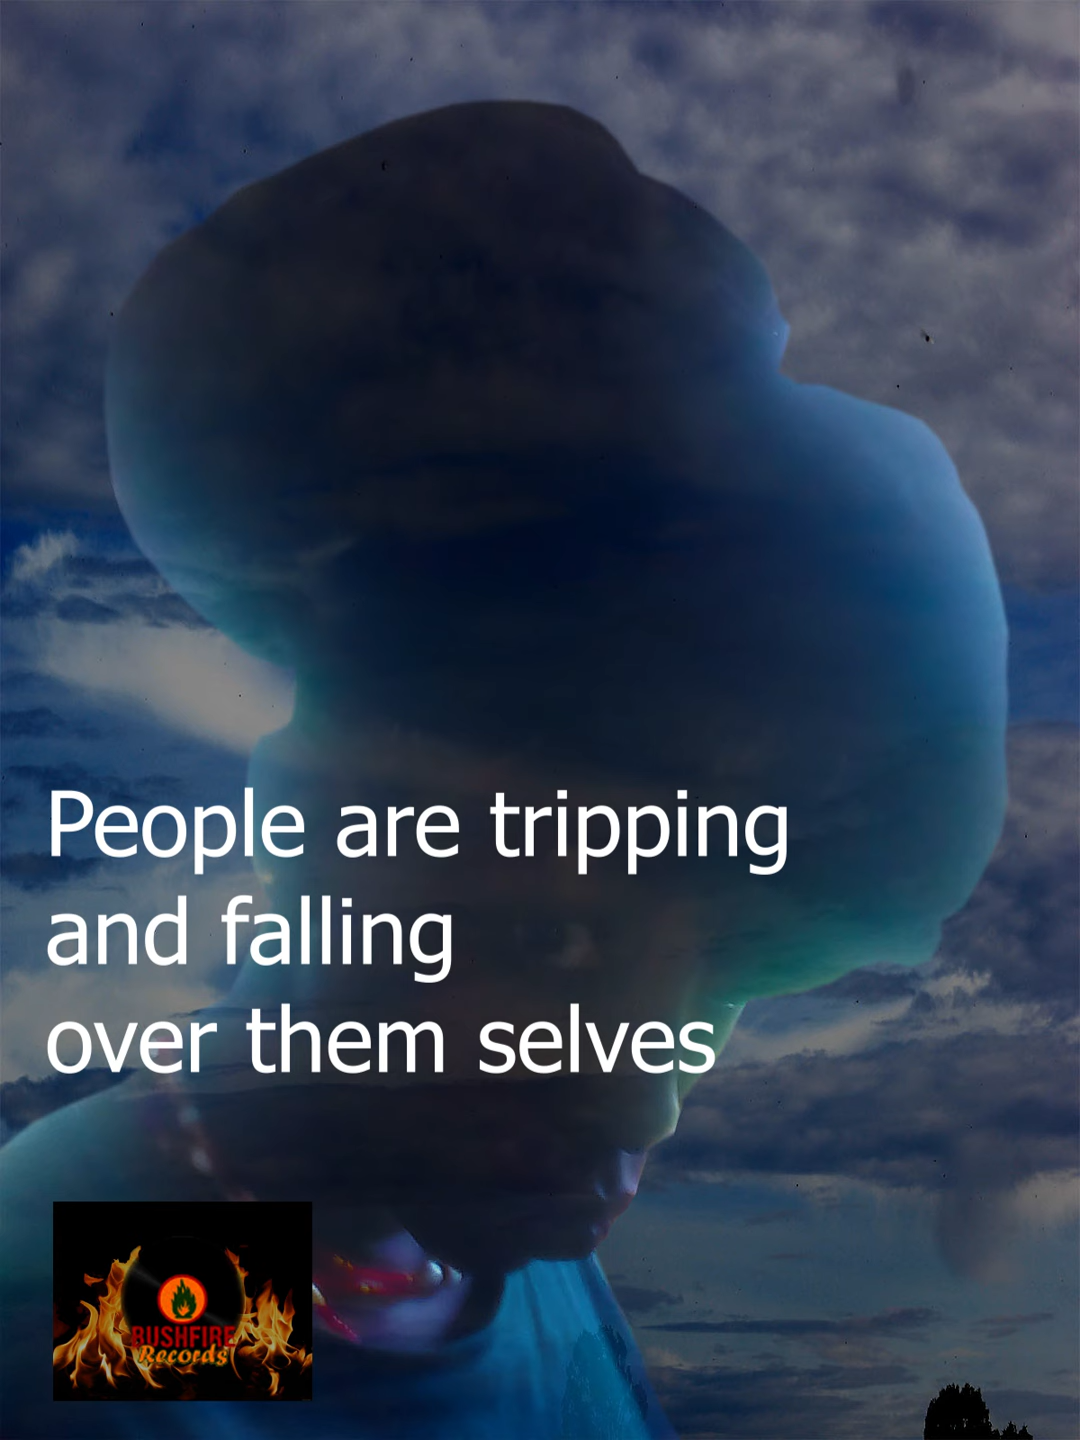 People are tripping
and falling
over them selves
BUSHFIRE
Records